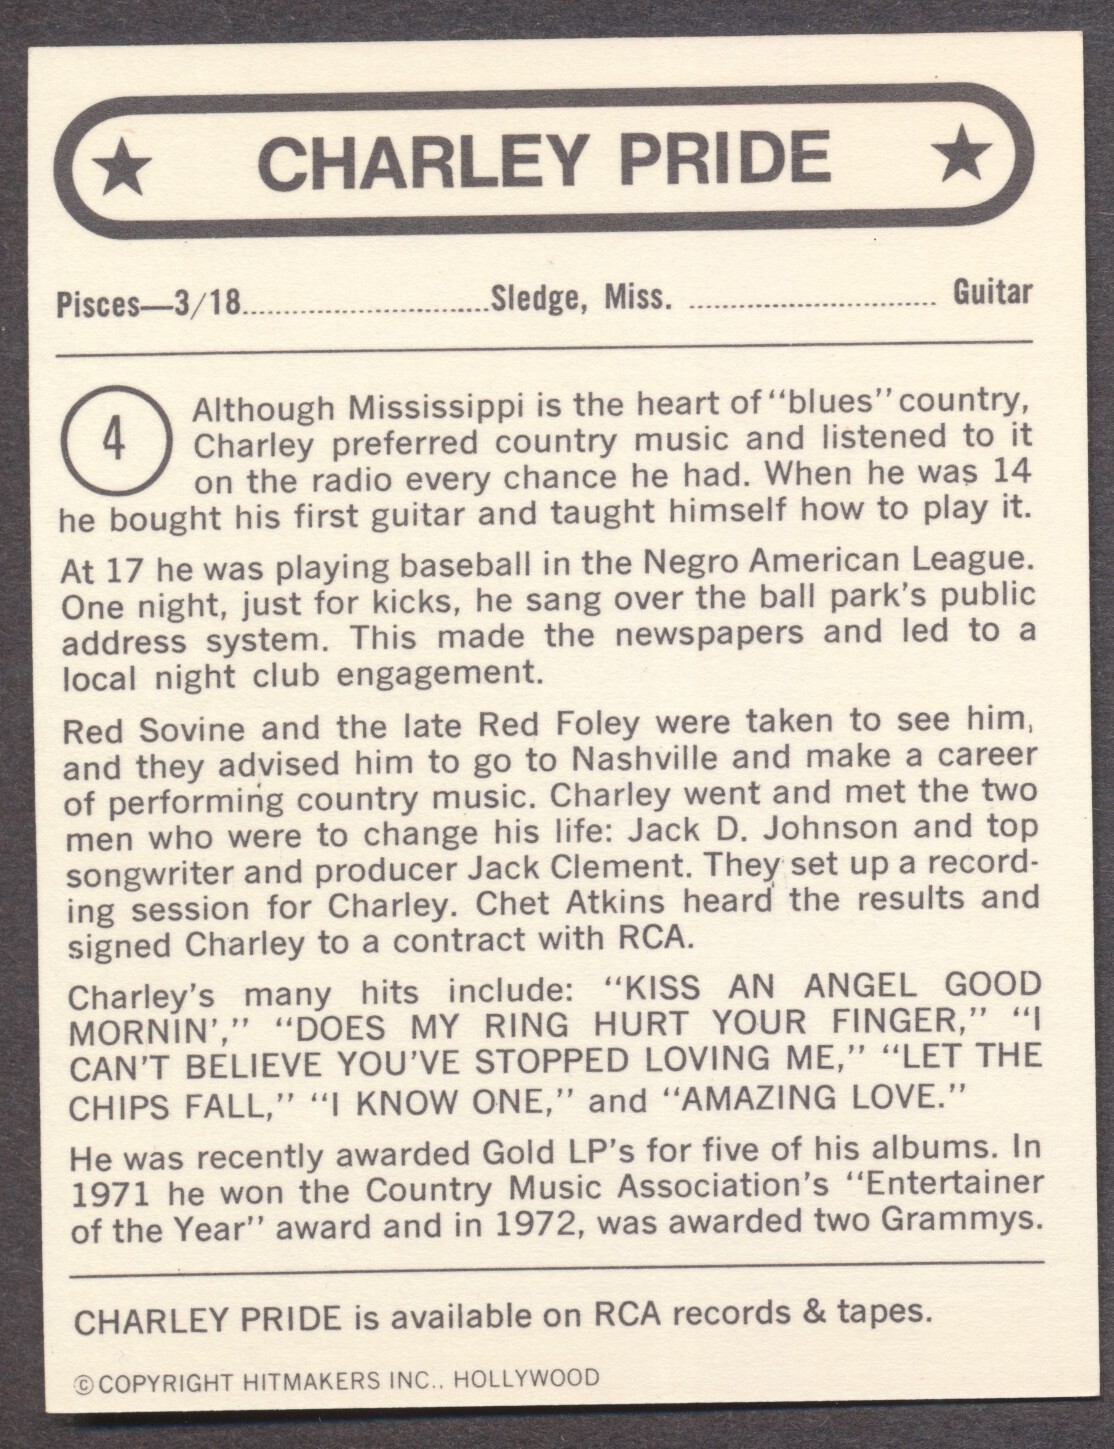 CHARLEY PRIDE
Pisces—3/18..............................Sledge, Miss. .............................. Guitar
4
Although Mississippi is the heart of "blues" country,
Charley preferred country music and listened to it
on the radio every chance he had. When he was 14
he bought his first guitar and taught himself how to play it.
At 17 he was playing baseball in the Negro American League.
One night, just for kicks, he sang over the ball park's public
address system. This made the newspapers and led to a
local night club engagement.
Red Sovine and the late Red Foley were taken to see him,
and they advised him to go to Nashville and make a career
of performing country music. Charley went and met the two
men who were to change his life: Jack D. Johnson and top
songwriter and producer Jack Clement. They set up a record-
ing session for Charley. Chet Atkins heard the results and
signed Charley to a contract with RCA.
Charley's many hits include: "KISS AN ANGEL GOOD
MORNIN'," "DOES MY RING HURT YOUR FINGER," "I
CAN'T BELIEVE YOU'VE STOPPED LOVING ME," "LET THE
CHIPS FALL," "I KNOW ONE," and "AMAZING LOVE."
He was recently awarded Gold LP's for five of his albums. In
1971 he won the Country Music Association's "Entertainer
of the Year" award and in 1972, was awarded two Grammys.
CHARLEY PRIDE is available on RCA records & tapes.
©COPYRIGHT HITMAKERS INC.. HOLLYWOOD